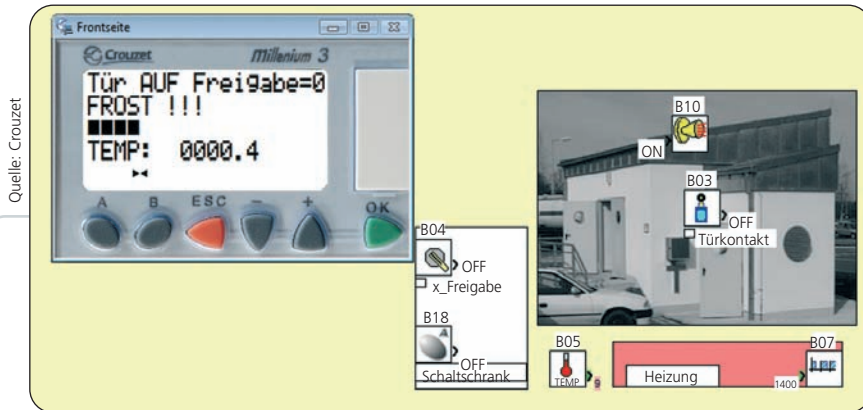 Quelle: Crouzet
Frontseite
Crouzet
Millenium 3
Tür AUF Freigabe=0
FROST !!!
TEMP: 0000.4
A B ESC − + OK
B10
ON
B03
OFF
Türkontakt
B04
OFF
x_Freigabe
B18
A
OFF
Schaltschrank
B05
TEMP
9
Heizung
1400
B07